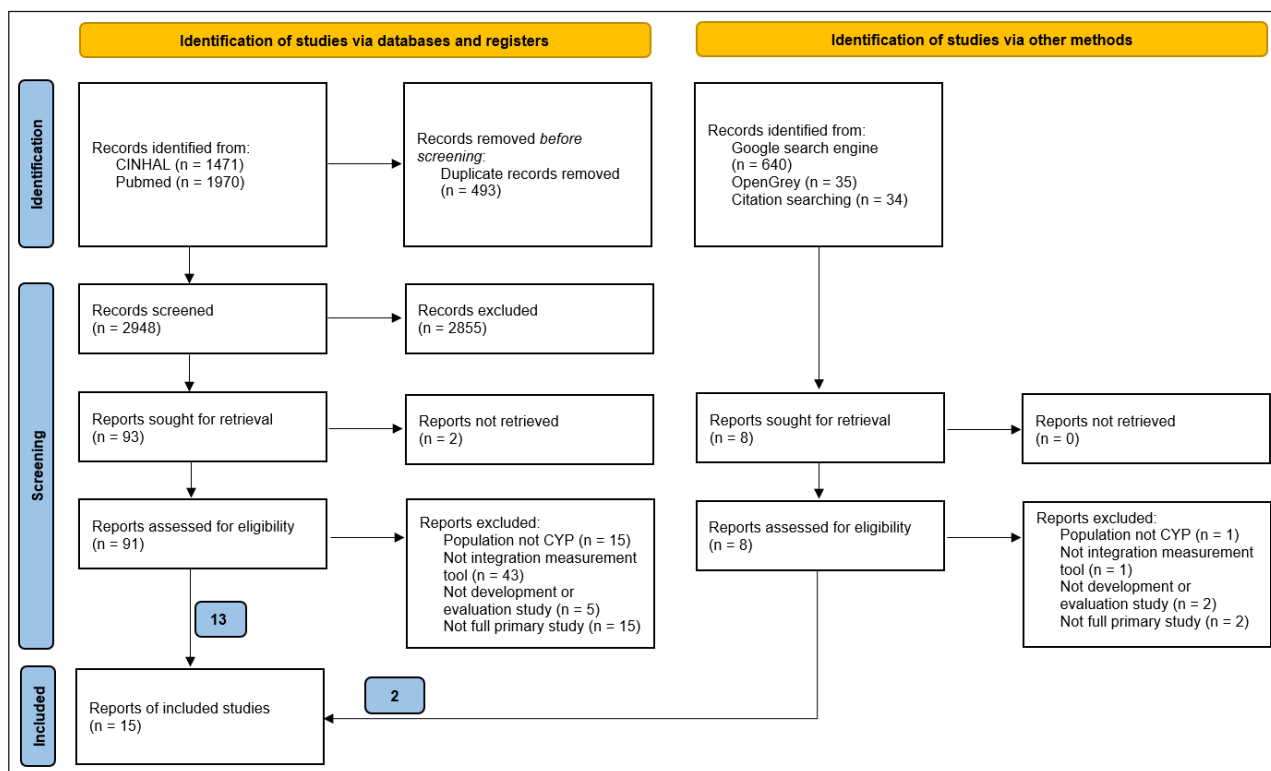 Identification of studies via databases and registers
Identification of studies via other methods
Identification
Records identified from:
CINHAL (n = 1471)
Pubmed (n = 1970)
Records removed before
screening:
Duplicate records removed
(n = 493)
Records identified from:
Google search engine
(n = 640)
OpenGrey (n = 35)
Citation searching (n = 34)
Screening
Records screened
(n = 2948)
Records excluded
(n = 2855)
Reports sought for retrieval
(n = 93)
Reports not retrieved
(n = 2)
Reports sought for retrieval
(n = 8)
Reports not retrieved
(n = 0)
Reports assessed for eligibility
(n = 91)
Reports excluded:
Population not CYP (n = 15)
Not integration measurement
tool (n = 43)
Not development or
evaluation study (n = 5)
Not full primary study (n = 15)
Reports assessed for eligibility
(n = 8)
Reports excluded:
Population not CYP (n = 1)
Not integration measurement
tool (n = 1)
Not development or
evaluation study (n = 2)
Not full primary study (n = 2)
13
Included
Reports of included studies
(n = 15)
2